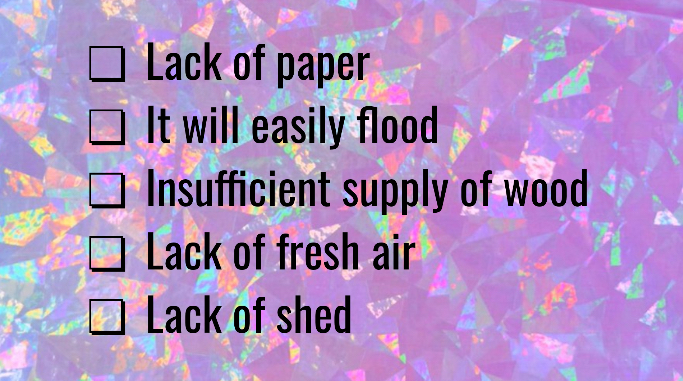 ❏ Lack of paper
❏ It will easily flood
❏ Insufficient supply of wood
❏ Lack of fresh air
❏ Lack of shed